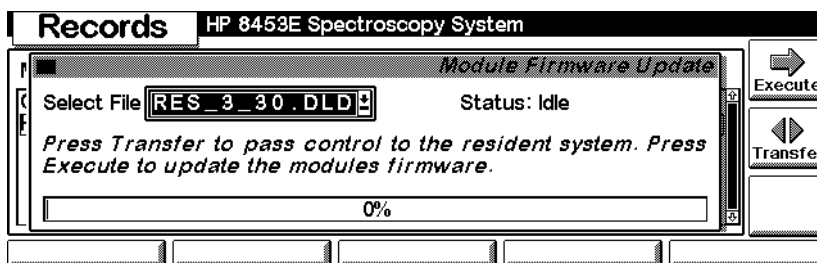 Records HP 8453E Spectroscopy System
Module Firmware Update
Execute
Select File RES_3_30.DLD Status: Idle
Press Transfer to pass control to the resident system. Press
Execute to update the modules firmware.
Transfe
0%